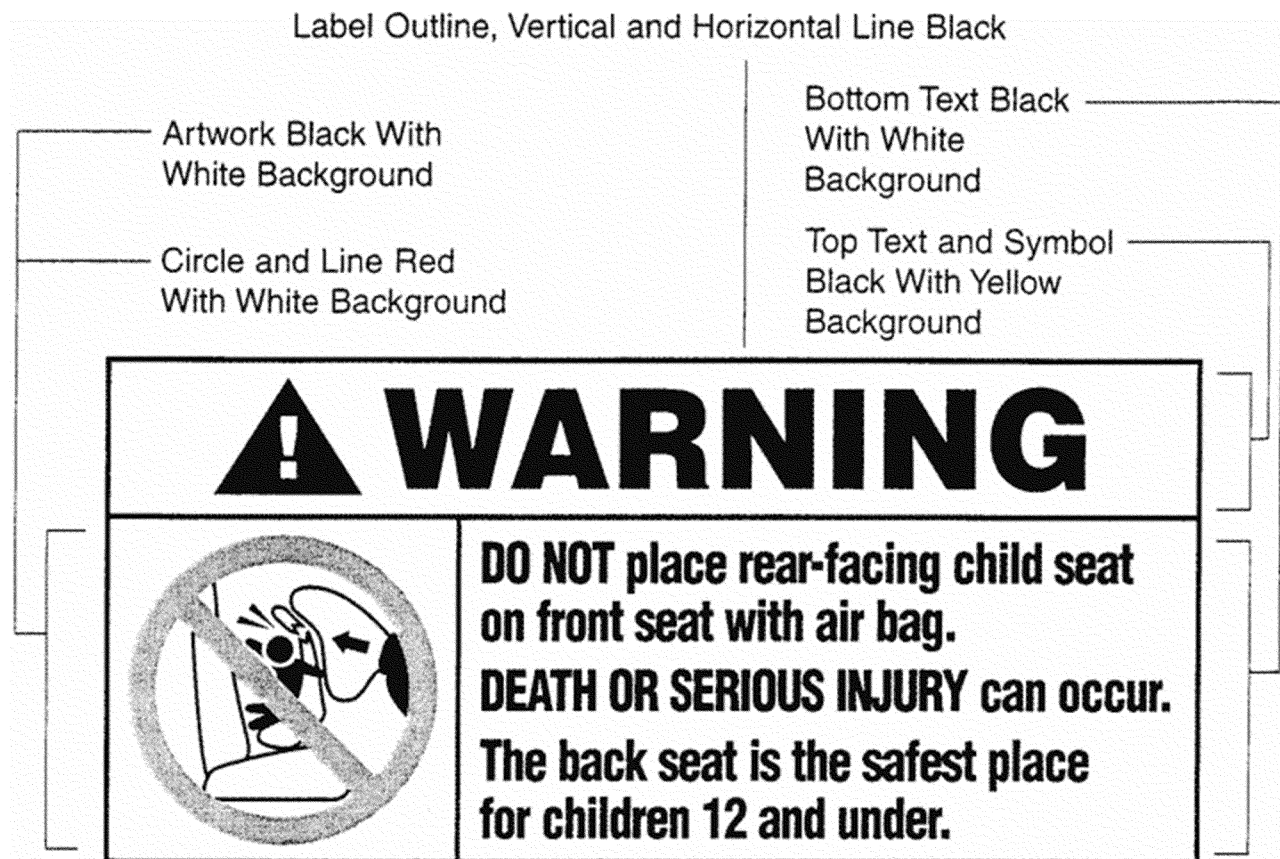 Label Outline, Vertical and Horizontal Line Black
Artwork Black With
White Background
Circle and Line Red
With White Background
Bottom Text Black
With White
Background
Top Text and Symbol
Black With Yellow
Background
! WARNING
DO NOT place rear-facing child seat
on front seat with air bag.
DEATH OR SERIOUS INJURY can occur.
The back seat is the safest place
for children 12 and under.